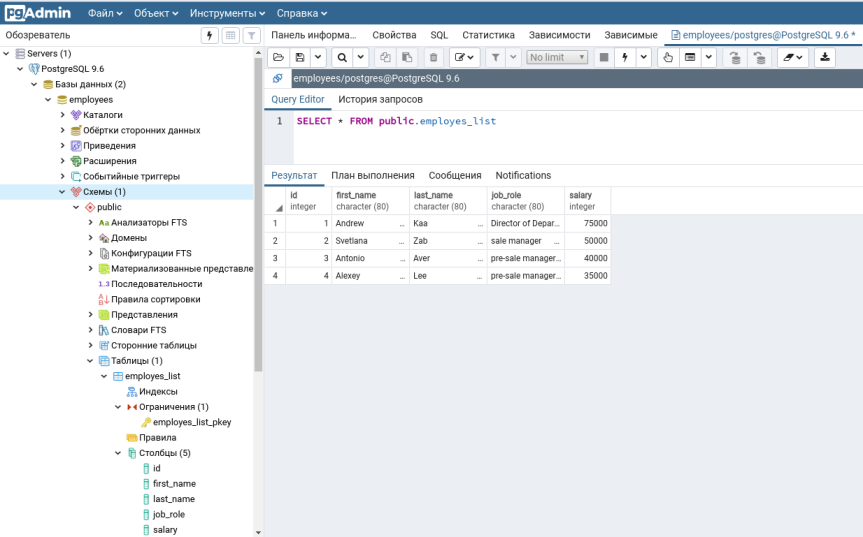 pgAdmin Файл Объект Инструменты Справка
Обозреватель
Панель информа... Свойства SQL Статистика Зависимости Зависимые employees/postgres@PostgreSQL 9.6 *
Servers (1)
PostgreSQL 9.6
Базы данных (2)
employees
Каталоги
Обёртки сторонних данных
Приведения
Расширения
Событийные триггеры
Схемы (1)
public
Анализаторы FTS
Домены
Конфигурации FTS
Материализованные представле
1..3 Последовательности
Правила сортировки
Представления
Словари FTS
Сторонние таблицы
Таблицы (1)
employes_list
Индексы
Ограничения (1)
employes_list_pkey
Правила
Столбцы (5)
id
first_name
last_name
job_role
salary
No limit
employees/postgres@PostgreSQL 9.6
Query Editor История запросов
1 SELECT * FROM public.employes_list
Результат План выполнения Сообщения Notifications
id first_name last_name job_role salary
integer character (80) character (80) character (80) integer
1 1 Andrew ... Kaa ... Director of Depar... 75000
2 2 Svetlana ... Zab ... sale manager ... 50000
3 3 Antonio ... Aver ... pre-sale manager... 40000
4 4 Alexey ... Lee ... pre-sale manager... 35000